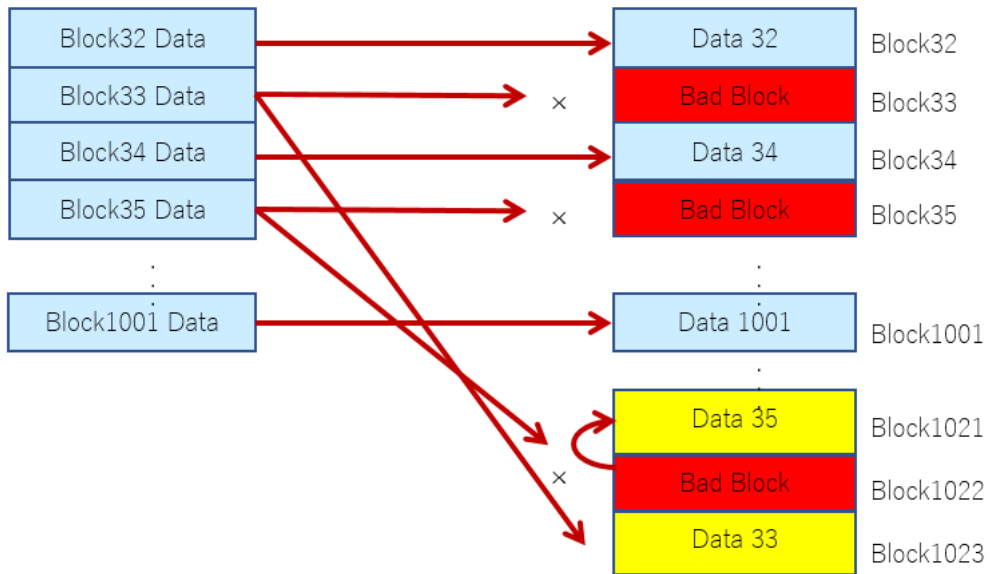 Block32 Data
Data 32
Block32
Block33 Data
×
Bad Block
Block33
Block34 Data
Data 34
Block34
Block35 Data
×
Bad Block
Block35
Block1001 Data
Data 1001
Block1001
Data 35
Block1021
×
Bad Block
Block1022
Data 33
Block1023